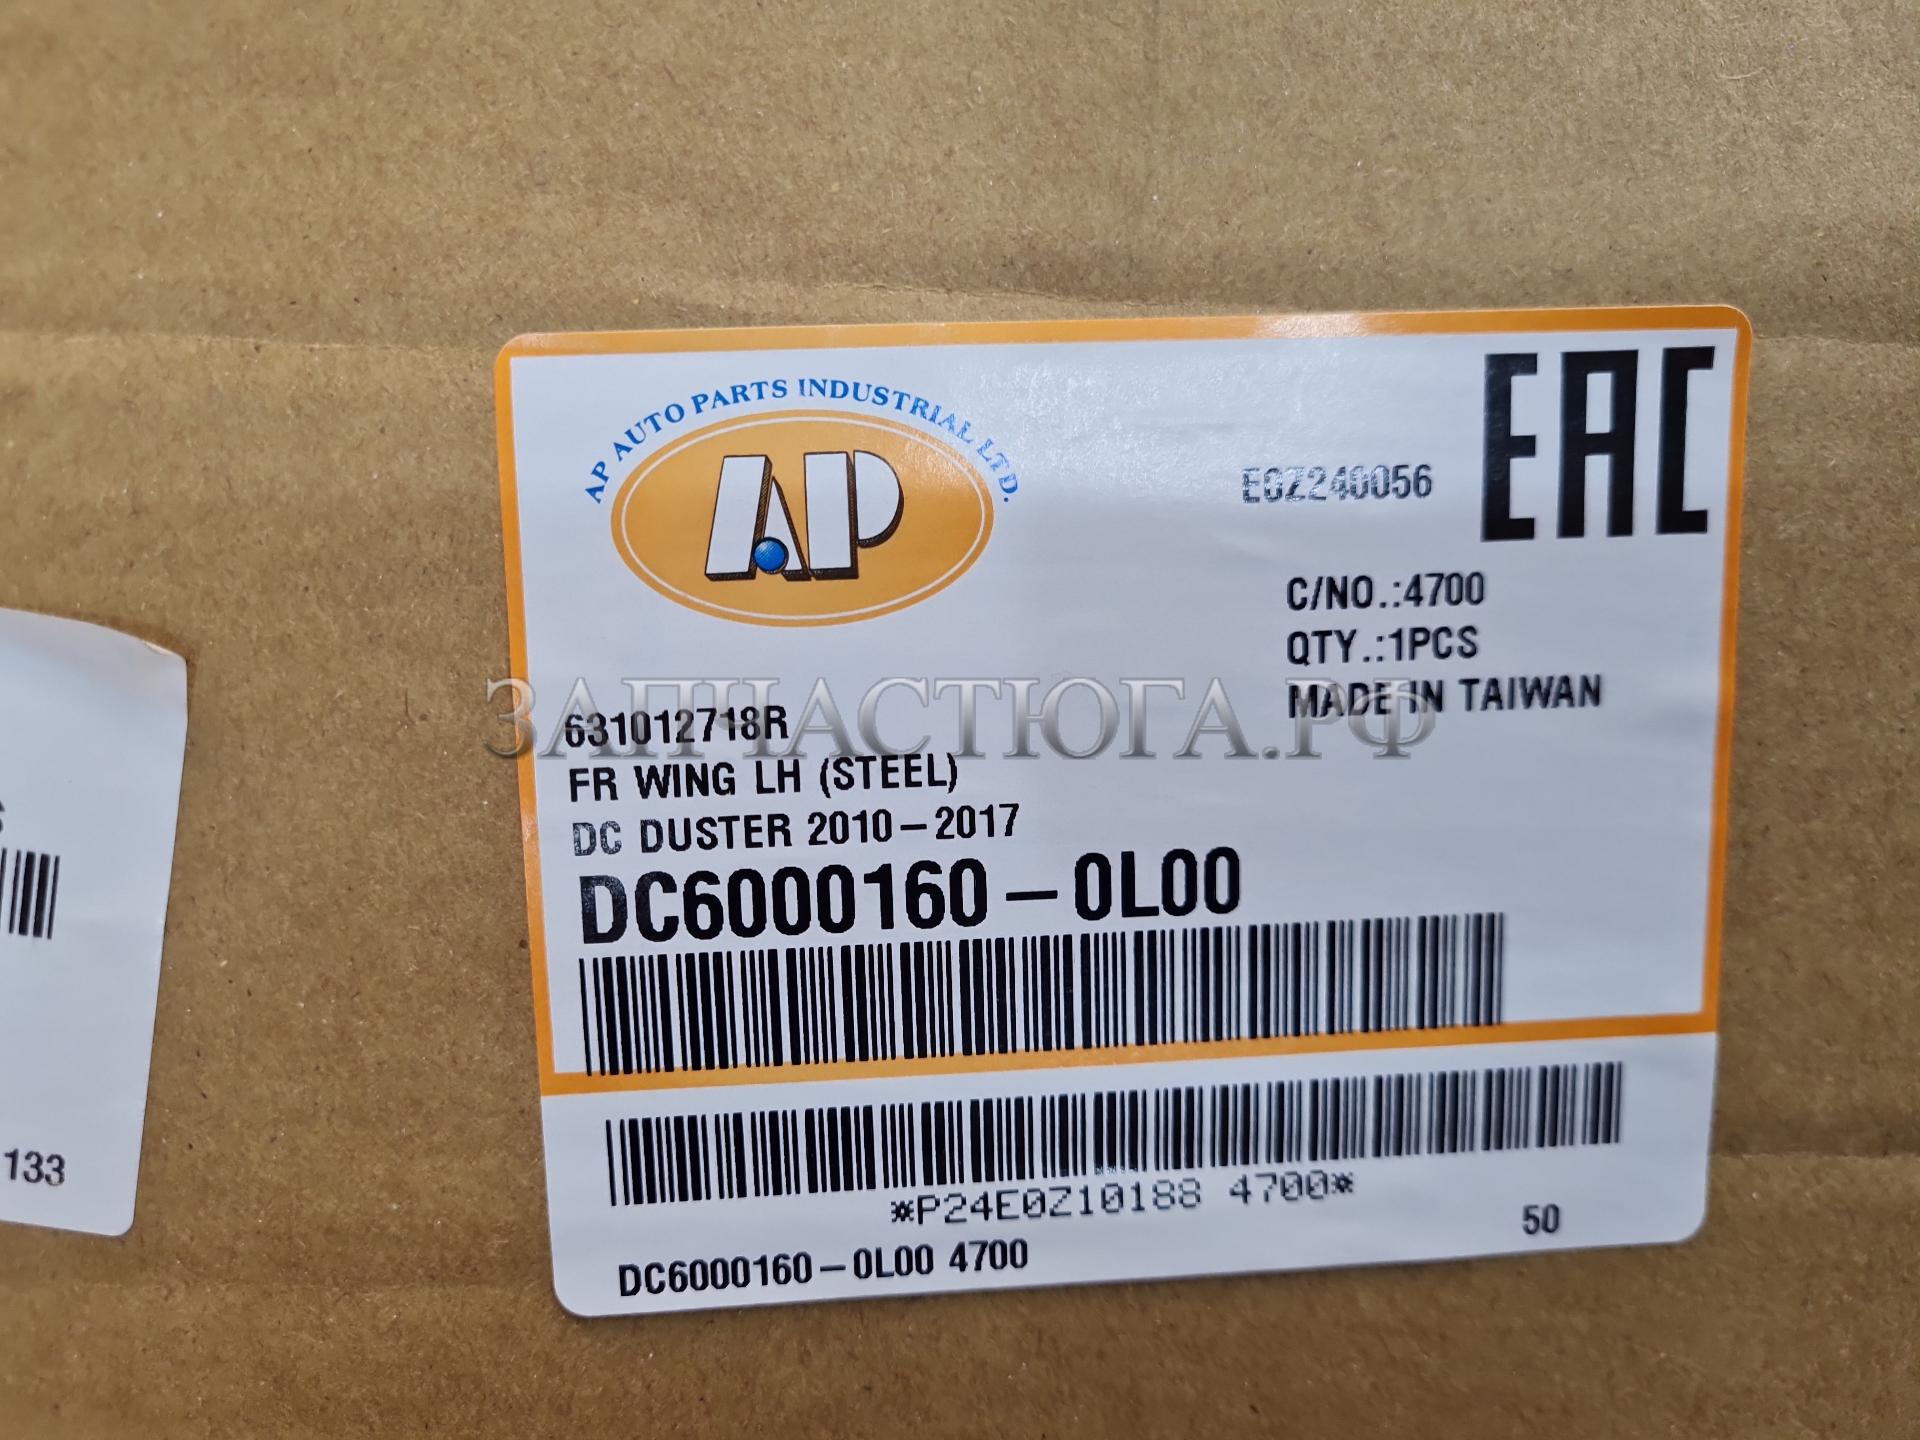 AP AUTO PARTS INDUSTRIAL LTD.
AP
E0Z240056
EAC
C/NO.:4700
QTY.:1PCS
MADE IN TAIWAN
ЗАПЧАСТЮГА.РФ
631012718R
FR WING LH (STEEL)
DC DUSTER 2010-2017
DC6000160-0L00
*P24E0Z10188 4700*
50
DC6000160-0L00 4700
133